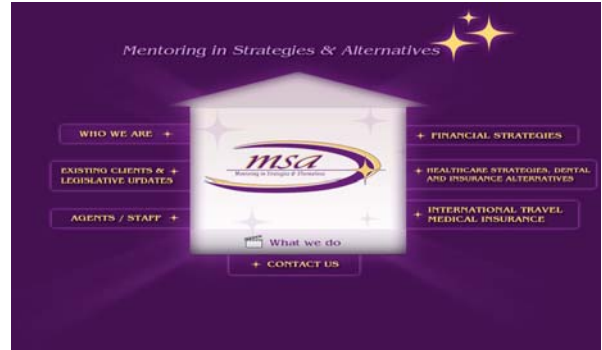 Mentoring in Strategies & Alternatives
WHO WE ARE
EXISTING CLIENTS &
LEGISLATIVE UPDATES
AGENTS / STAFF
msa
Mentoring in Strategies & Alternatives
What we do
CONTACT US
FINANCIAL STRATEGIES
HEALTHCARE STRATEGIES, DENTAL
AND INSURANCE ALTERNATIVES
INTERNATIONAL TRAVEL
MEDICAL INSURANCE